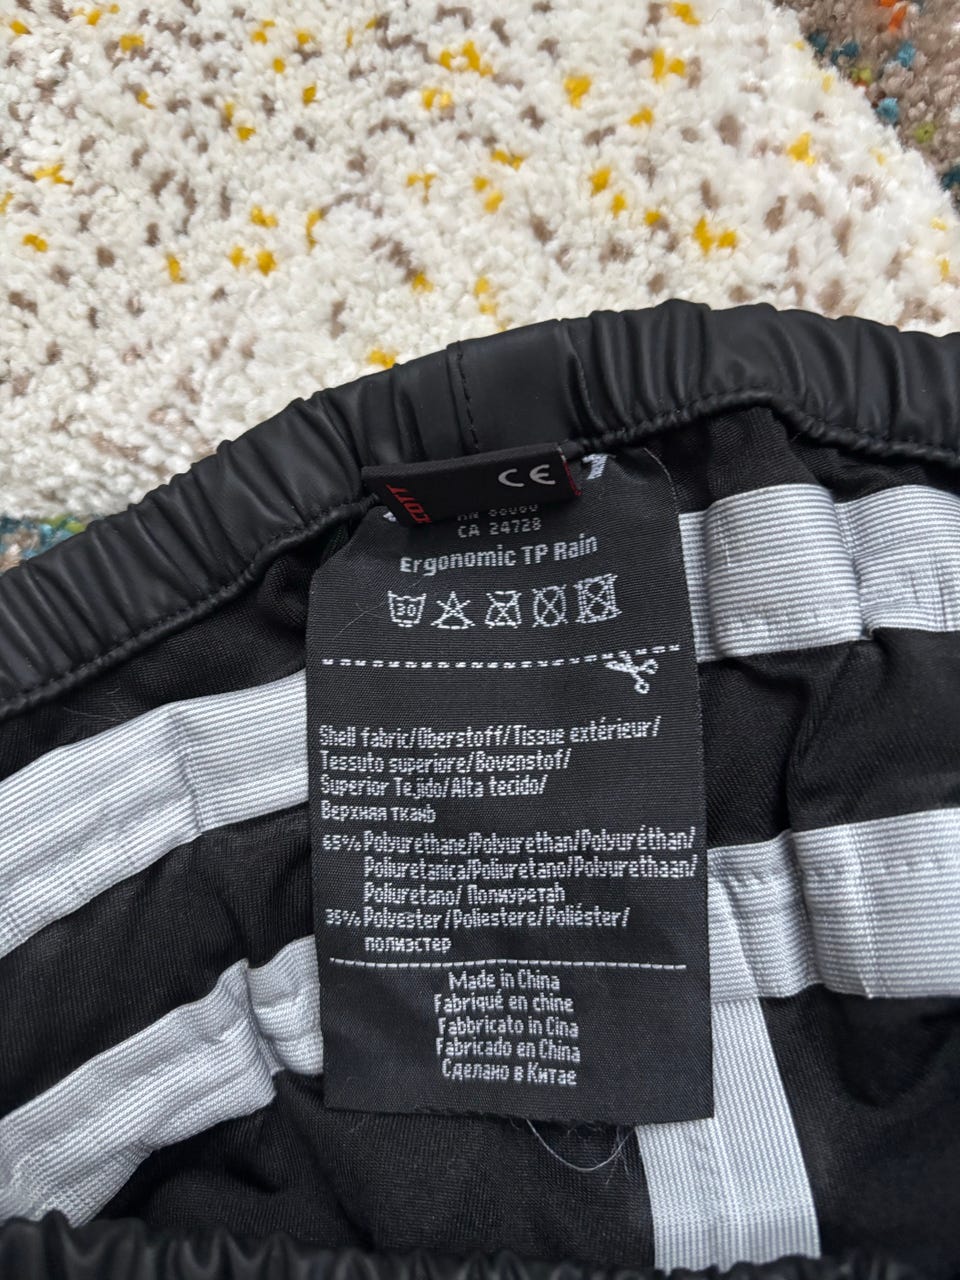 CE
CA 24728
Ergonomic TP Rain
30
Shell fabric/Oberstoff/Tissue extérieur/
Tessuto superiore/Bovenstof/
Superior Tejido/Alta tecido/
Верхняя ткань
65% Polyurethane/Polyurethan/Polyuréthan/
Poliuretanica/Poliuretano/Polyurethaan/
Poliuretano/ Полиуретан
35% Polyester/Poliestere/Poliéster/
полиэстер
Made in China
Fabriqué en chine
Fabbricato in Cina
Fabricado en China
Сделано в Китае